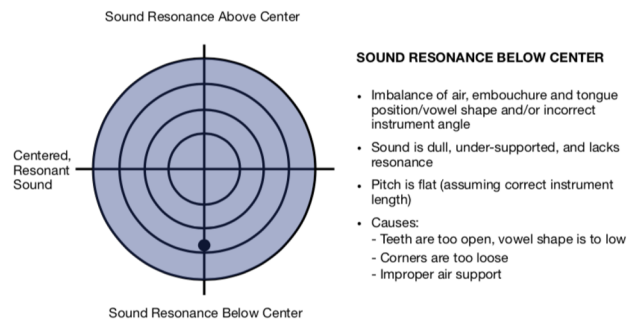 Sound Resonance Above Center
Centered,
Resonant
Sound
Sound Resonance Below Center
SOUND RESONANCE BELOW CENTER
• Imbalance of air, embouchure and tongue
position/vowel shape and/or incorrect
instrument angle
• Sound is dull, under-supported, and lacks
resonance
• Pitch is flat (assuming correct instrument
length)
• Causes:
- Teeth are too open, vowel shape is to low
- Corners are too loose
- Improper air support